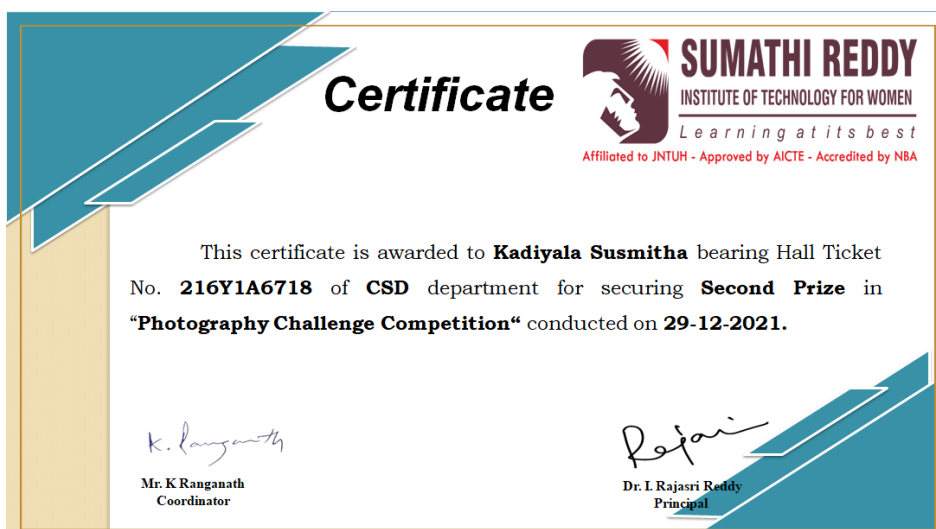 Certificate
SUMATHI REDDY
INSTITUTE OF TECHNOLOGY FOR WOMEN
Learning at its best
Affiliated to JNTUH - Approved by AICTE - Accredited by NBA
This certificate is awarded to Kadiyala Susmitha bearing Hall Ticket
No. 216Y1A6718 of CSD department for securing Second Prize in
“Photography Challenge Competition“ conducted on 29-12-2021.
K. Ranganath
Rajasri
Mr. K Ranganath
Coordinator
Dr. I. Rajasri Reddy
Principal